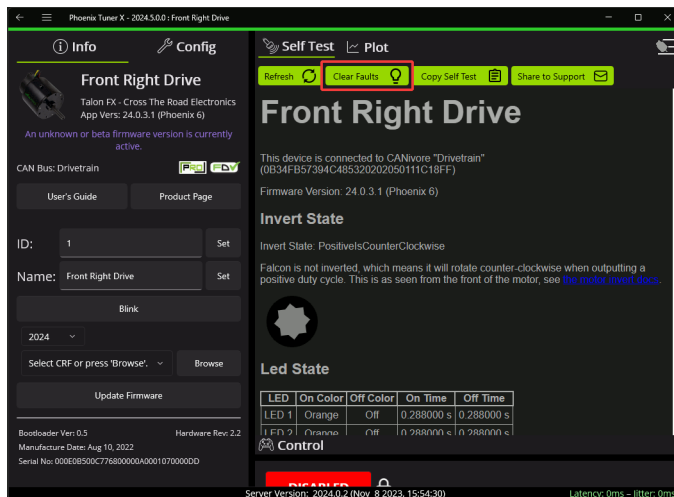 Phoenix Tuner X - 2024.5.0.0 : Front Right Drive
Info
Config
Front Right Drive
Talon FX - Cross The Road Electronics
App Vers: 24.0.3.1 (Phoenix 6)
An unknown or beta firmware version is currently
active.
CAN Bus: Drivetrain
PRO
FDV
User's Guide
Product Page
ID:
1
Set
Name:
Front Right Drive
Set
Blink
2024
Select CRF or press 'Browse'.
Browse
Update Firmware
Bootloader Ver: 0.5
Hardware Rev: 2.2
Manufacture Date: Aug 10, 2022
Serial No: 000E0B500C776800000A0001070000DD
Self Test
Plot
Refresh
Clear Faults
Copy Self Test
Share to Support
Front Right Drive
This device is connected to CANivore "Drivetrain"
(0B34FB57394C485320202050111C18FF)
Firmware Version: 24.0.3.1 (Phoenix 6)
Invert State
Invert State: PositiveIsCounterClockwise
Falcon is not inverted, which means it will rotate counter-clockwise when outputting a
positive duty cycle. This is as seen from the front of the motor, see the motor invert docs.
Led State
LED On Color Off Color On Time Off Time
LED 1 Orange Off 0.288000 s 0.288000 s
LED 2 Orange Off 0.288000 s 0.288000 s
Control
DISABLED
Server Version: 2024.0.2 (Nov 8 2023, 15:54:30)
Latency: 0ms – Jitter: 0ms